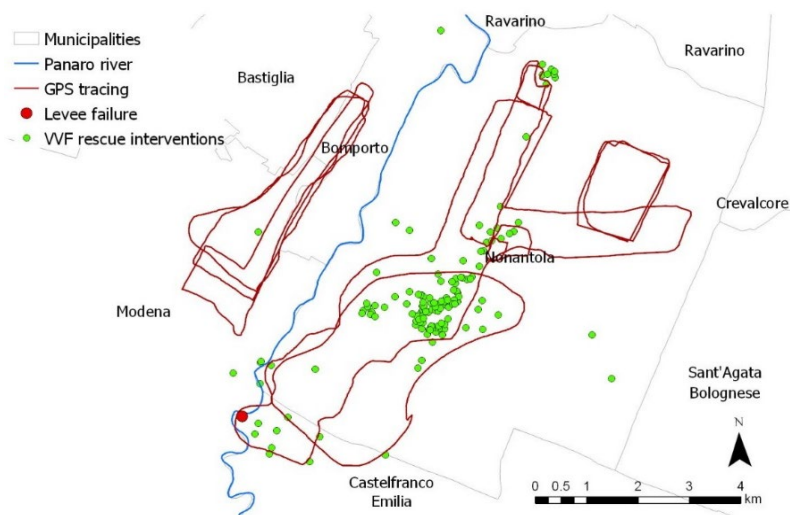 Municipalities
Panaro river
GPS tracing
Levee failure
VVF rescue interventions
Ravarino
Ravarino
Bastiglia
Bomporto
Crevalcore
Nonantola
Modena
Sant'Agata
Bolognese
N
Castelfranco
Emilia
0 0.5 1 2 3 4
km